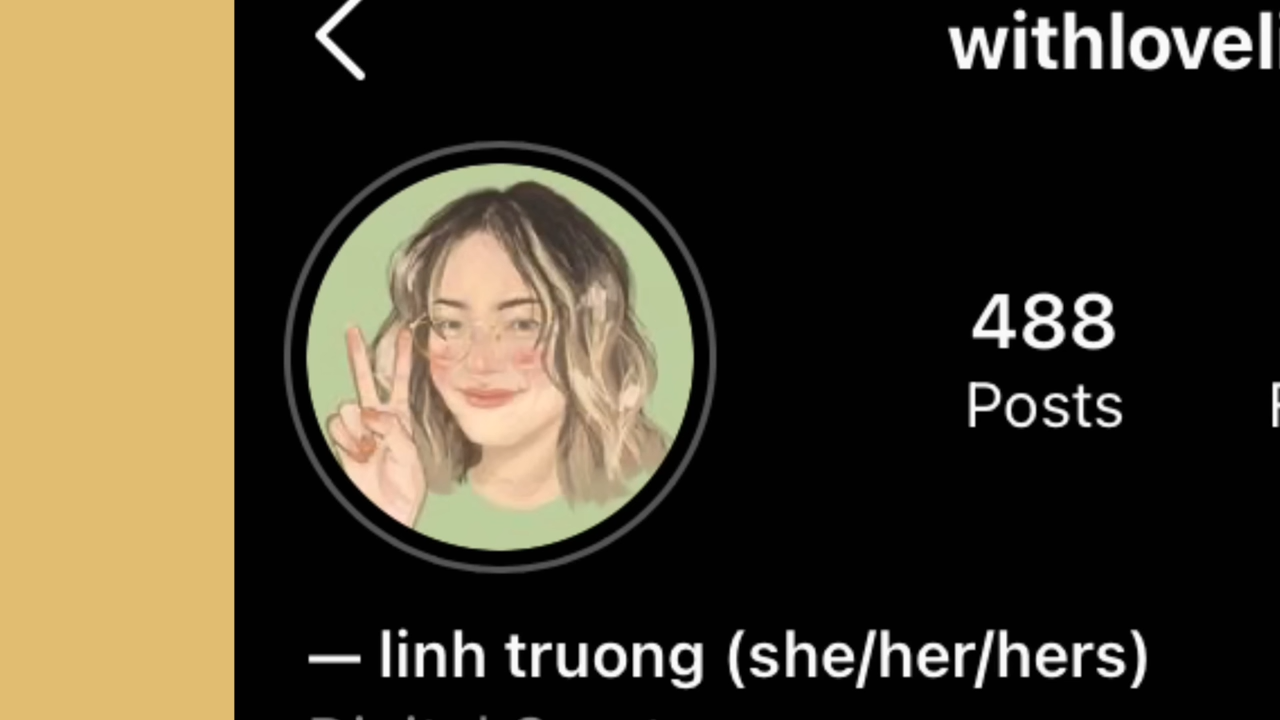 withlovel
488
Posts
— linh truong (she/her/hers)